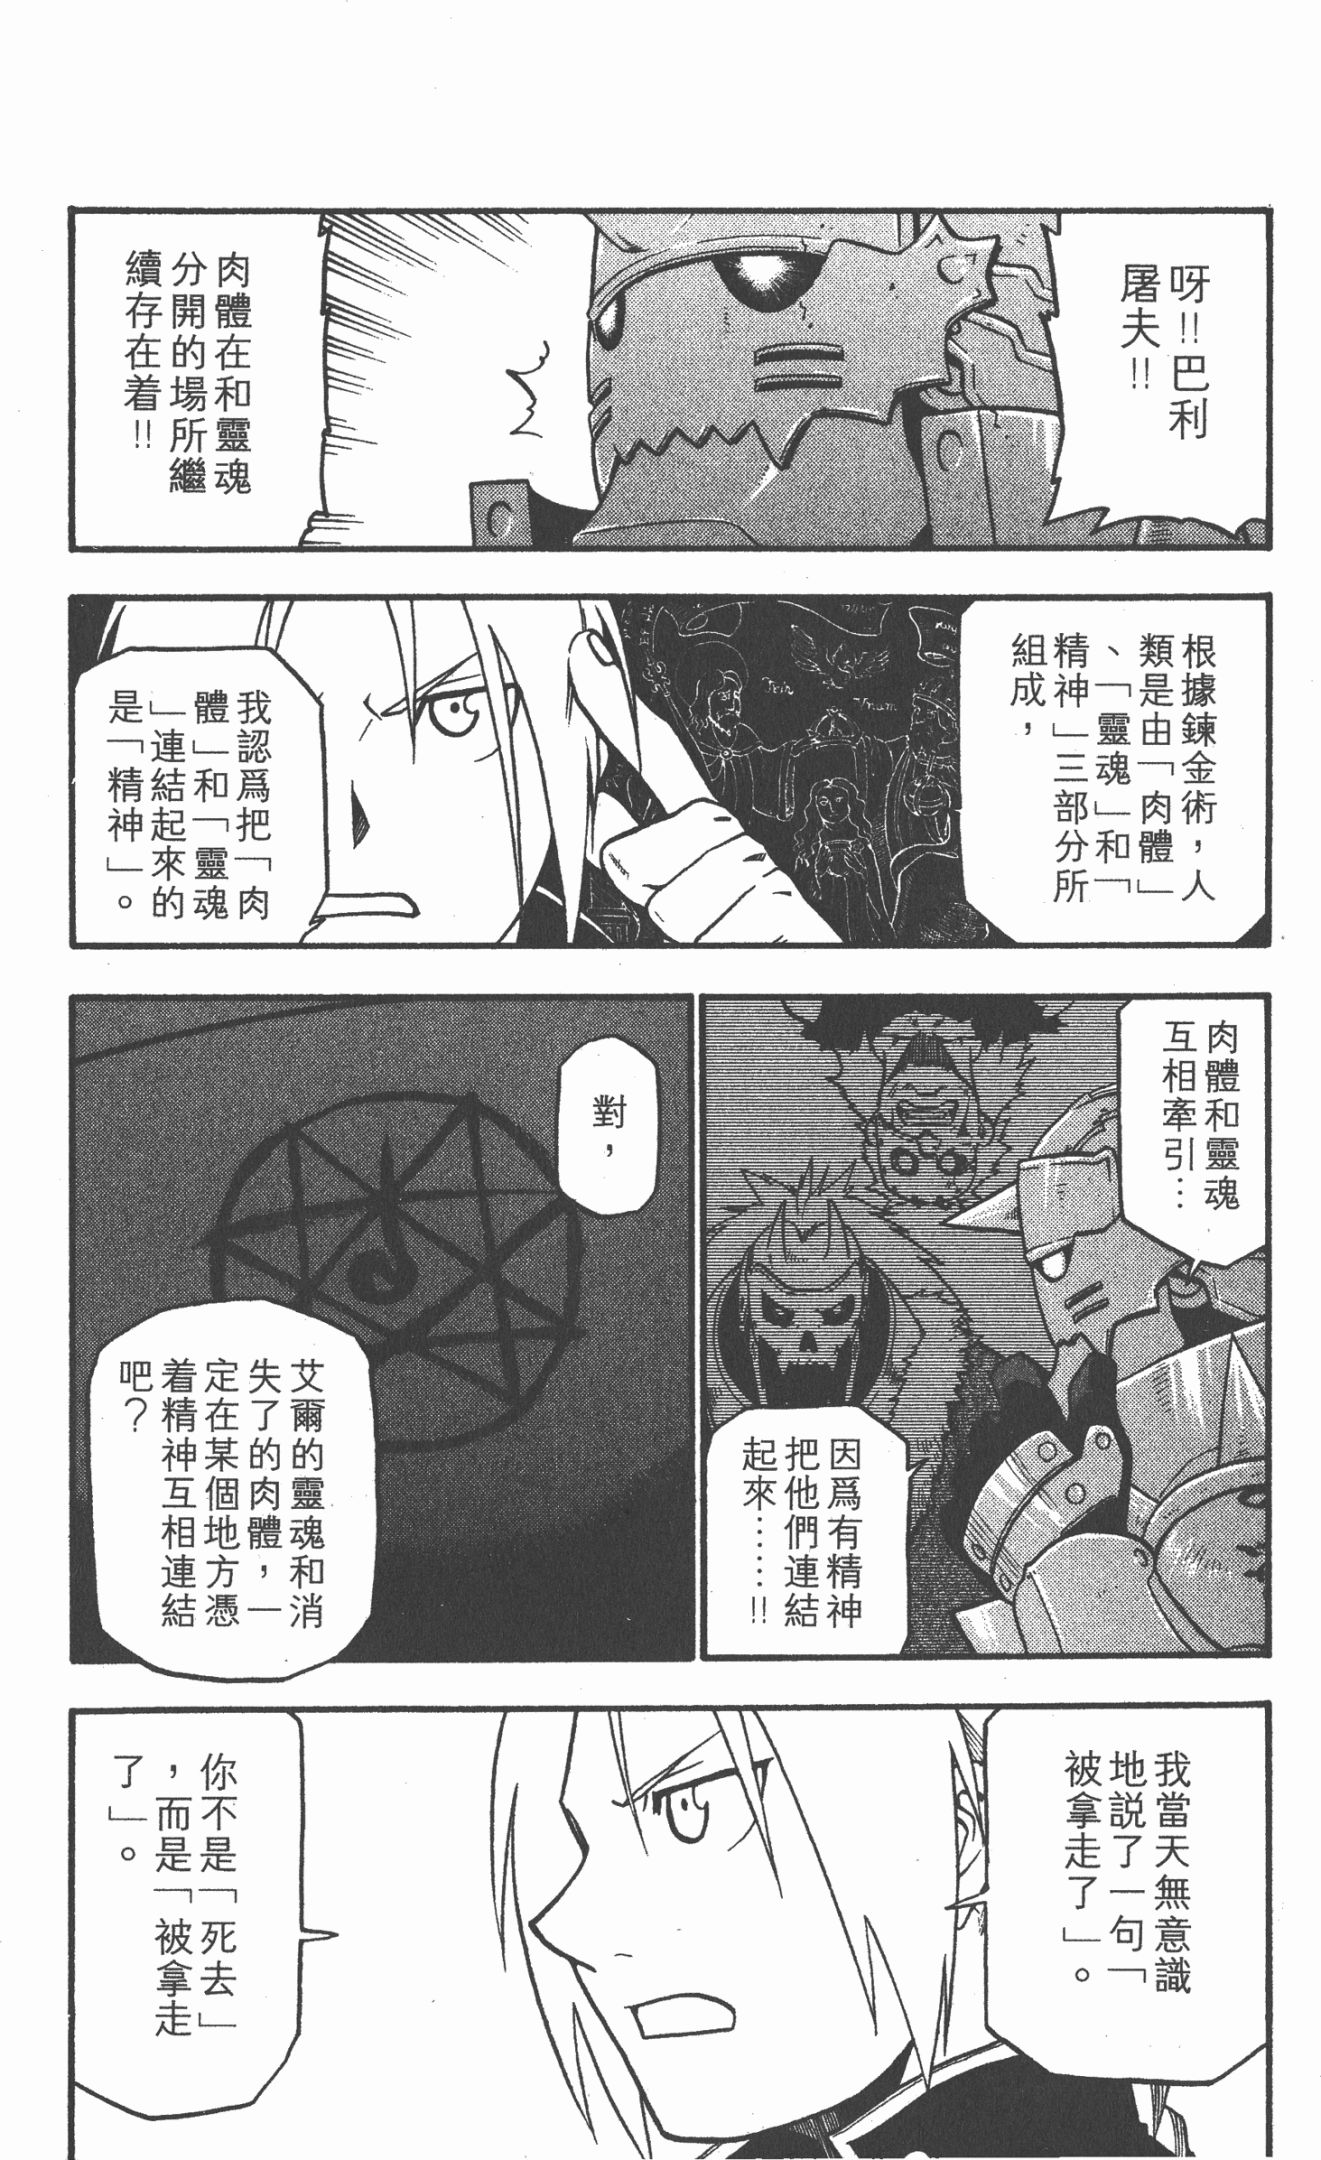 呀!!巴利
屠夫!!
肉體在和靈魂
分開的場所繼
續存在着!!
根據鍊金術，人
類是由「肉體」
、「靈魂」和「
精神」三部分所
組成，
我認爲把「肉
體」和「靈魂
」連結起來的
是「精神」。
肉體和靈魂
互相牽引…
因爲有精神
把他們連結
起來……!!
對，
艾爾的靈魂和消
失了的肉體，一
定在某個地方憑
着精神互相連結
吧？
我當天無意識
地説了一句「
被拿走了」。
你不是「死去」
，而是「被拿走
了」。